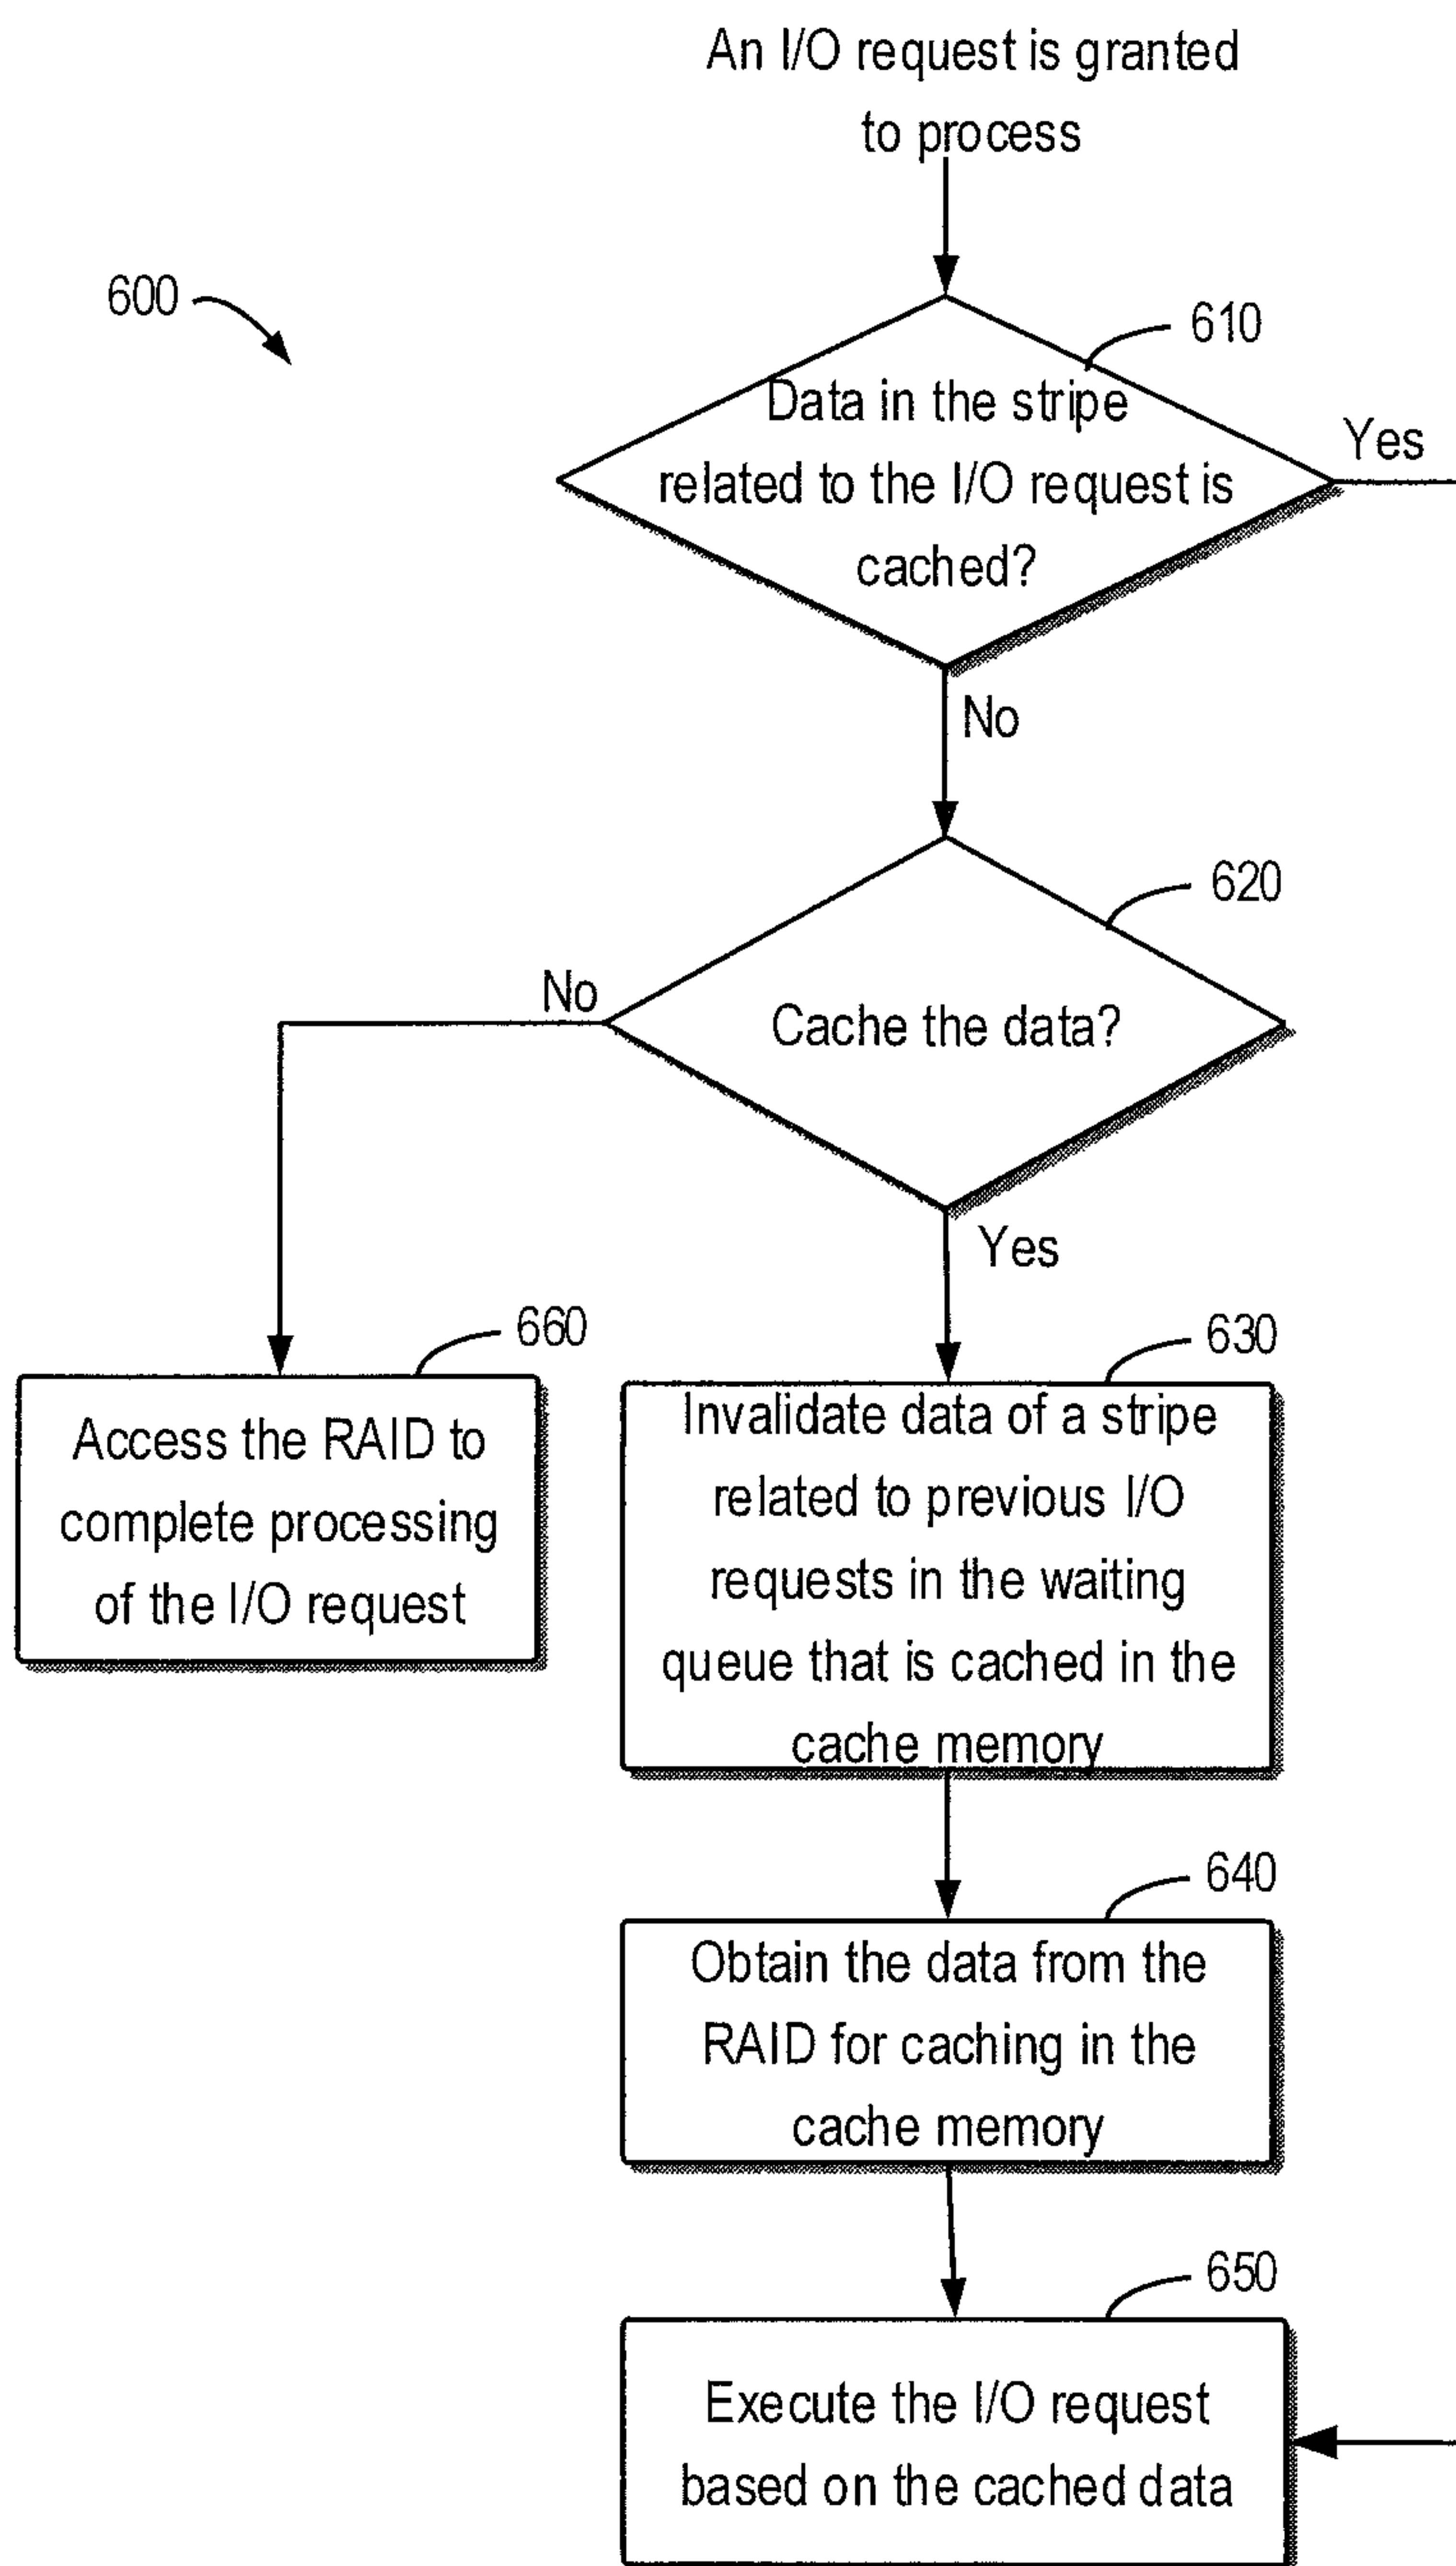 An I/O request is granted
to process
600
610
Data in the stripe
related to the I/O request is
cached?
Yes
No
620
Cache the data?
No
Yes
660
Access the RAID to
complete processing
of the I/O request
630
Invalidate data of a stripe
related to previous I/O
requests in the waiting
queue that is cached in the
cache memory
640
Obtain the data from the
RAID for caching in the
cache memory
650
Execute the I/O request
based on the cached data